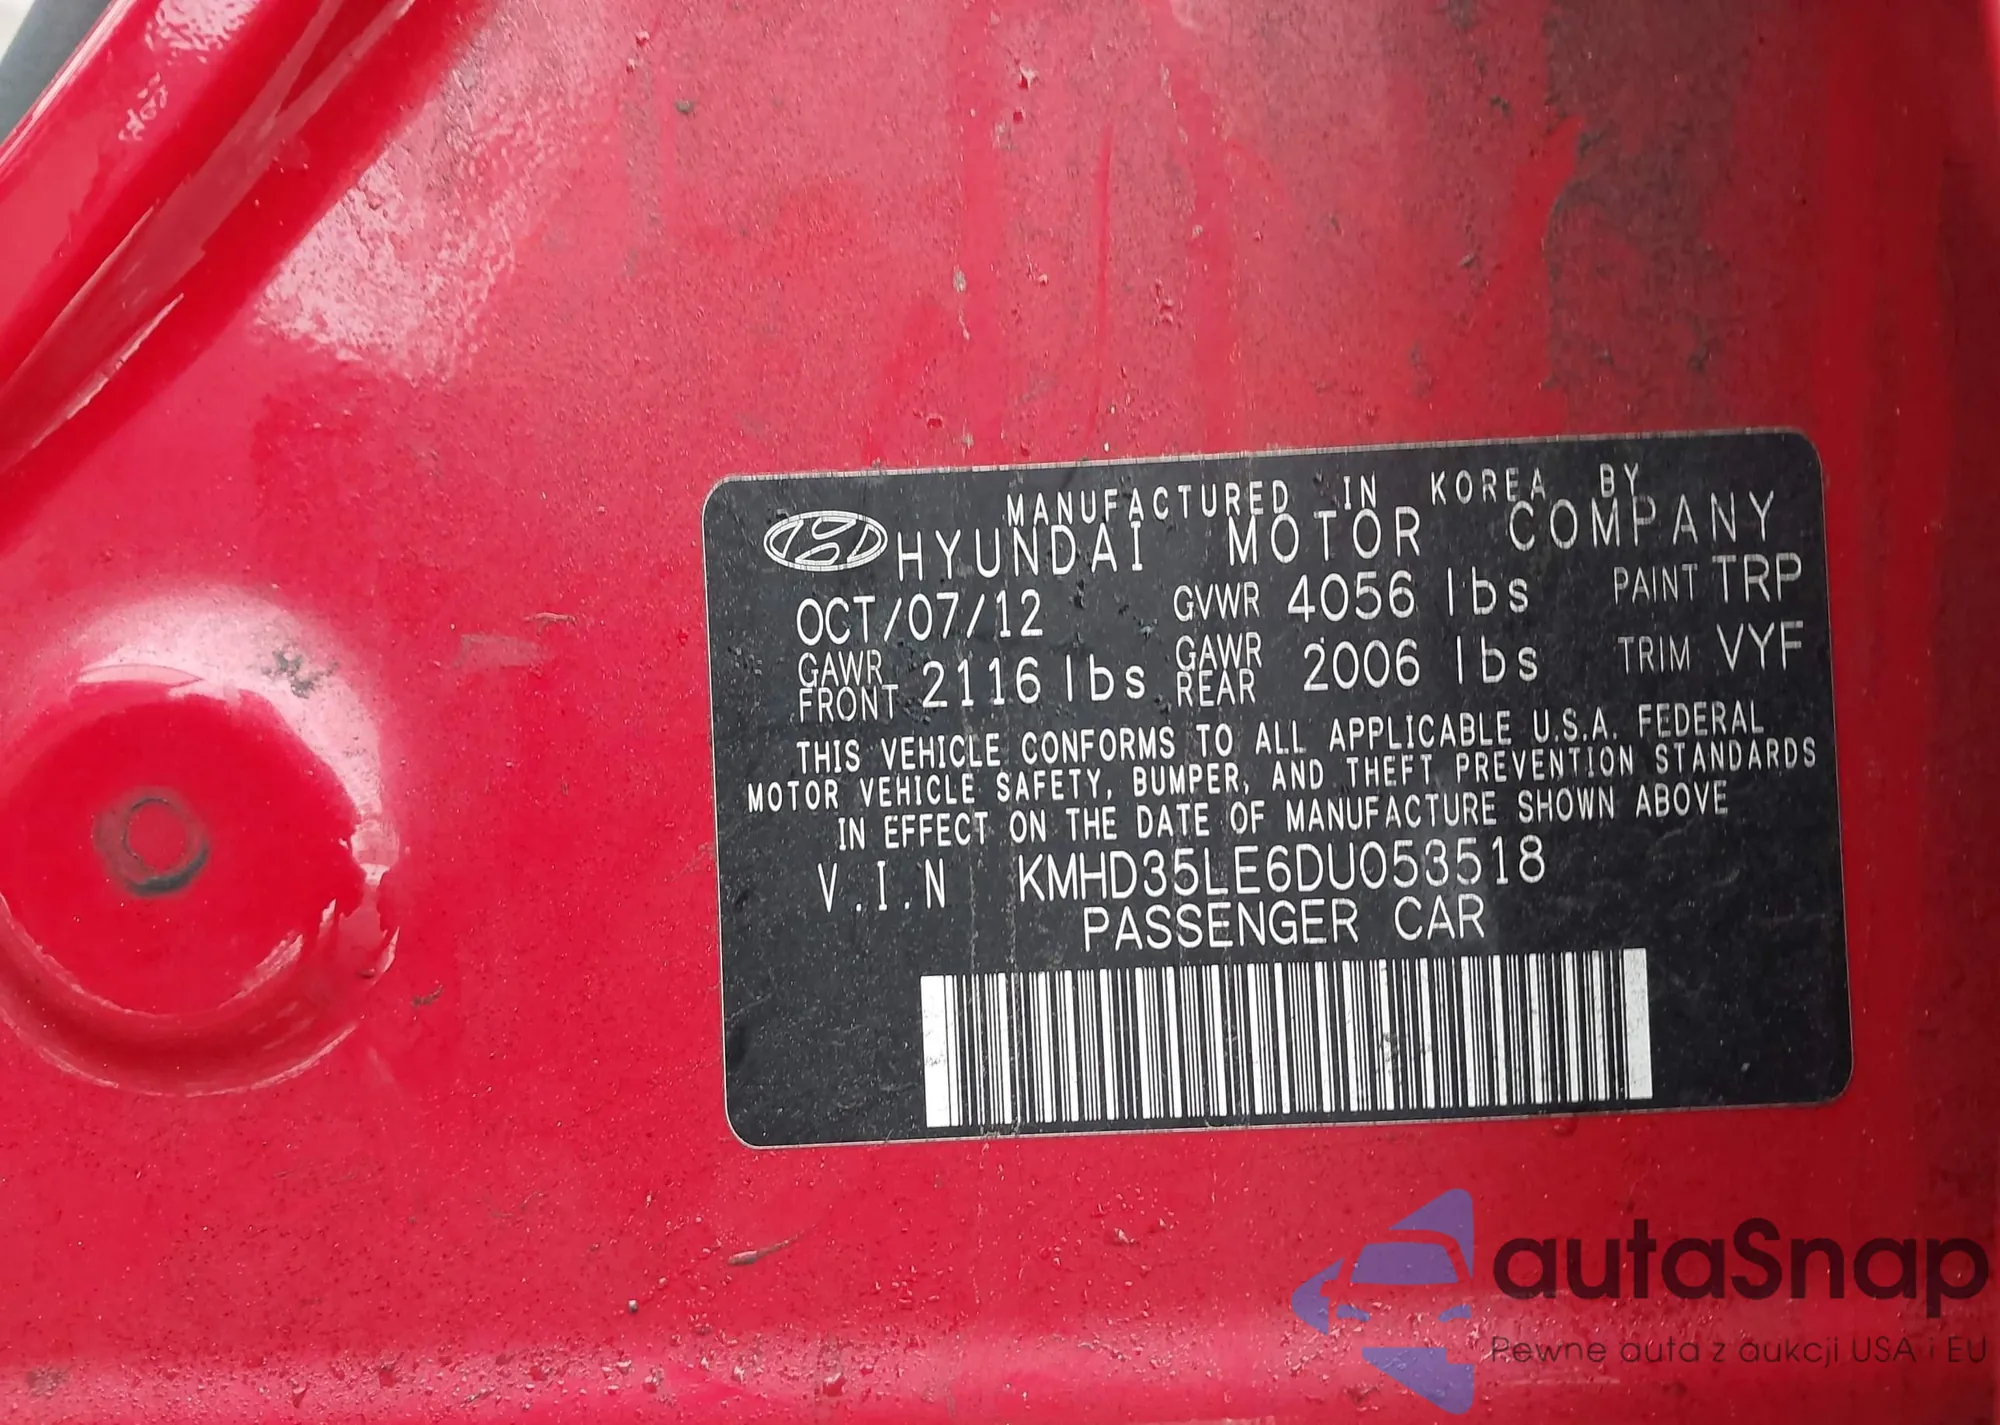 MANUFACTURED IN KOREA BY
HYUNDAI MOTOR COMPANY
OCT/07/12 GVWR 4056 lbs PAINT TRP
GAWR FRONT 2116 lbs GAWR REAR 2006 lbs TRIM VYF
THIS VEHICLE CONFORMS TO ALL APPLICABLE U.S.A. FEDERAL
MOTOR VEHICLE SAFETY, BUMPER, AND THEFT PREVENTION STANDARDS
IN EFFECT ON THE DATE OF MANUFACTURE SHOWN ABOVE
V.I.N KMHD35LE6DU053518
PASSENGER CAR
autaSnap
Pewne auta z aukcji USA i EU